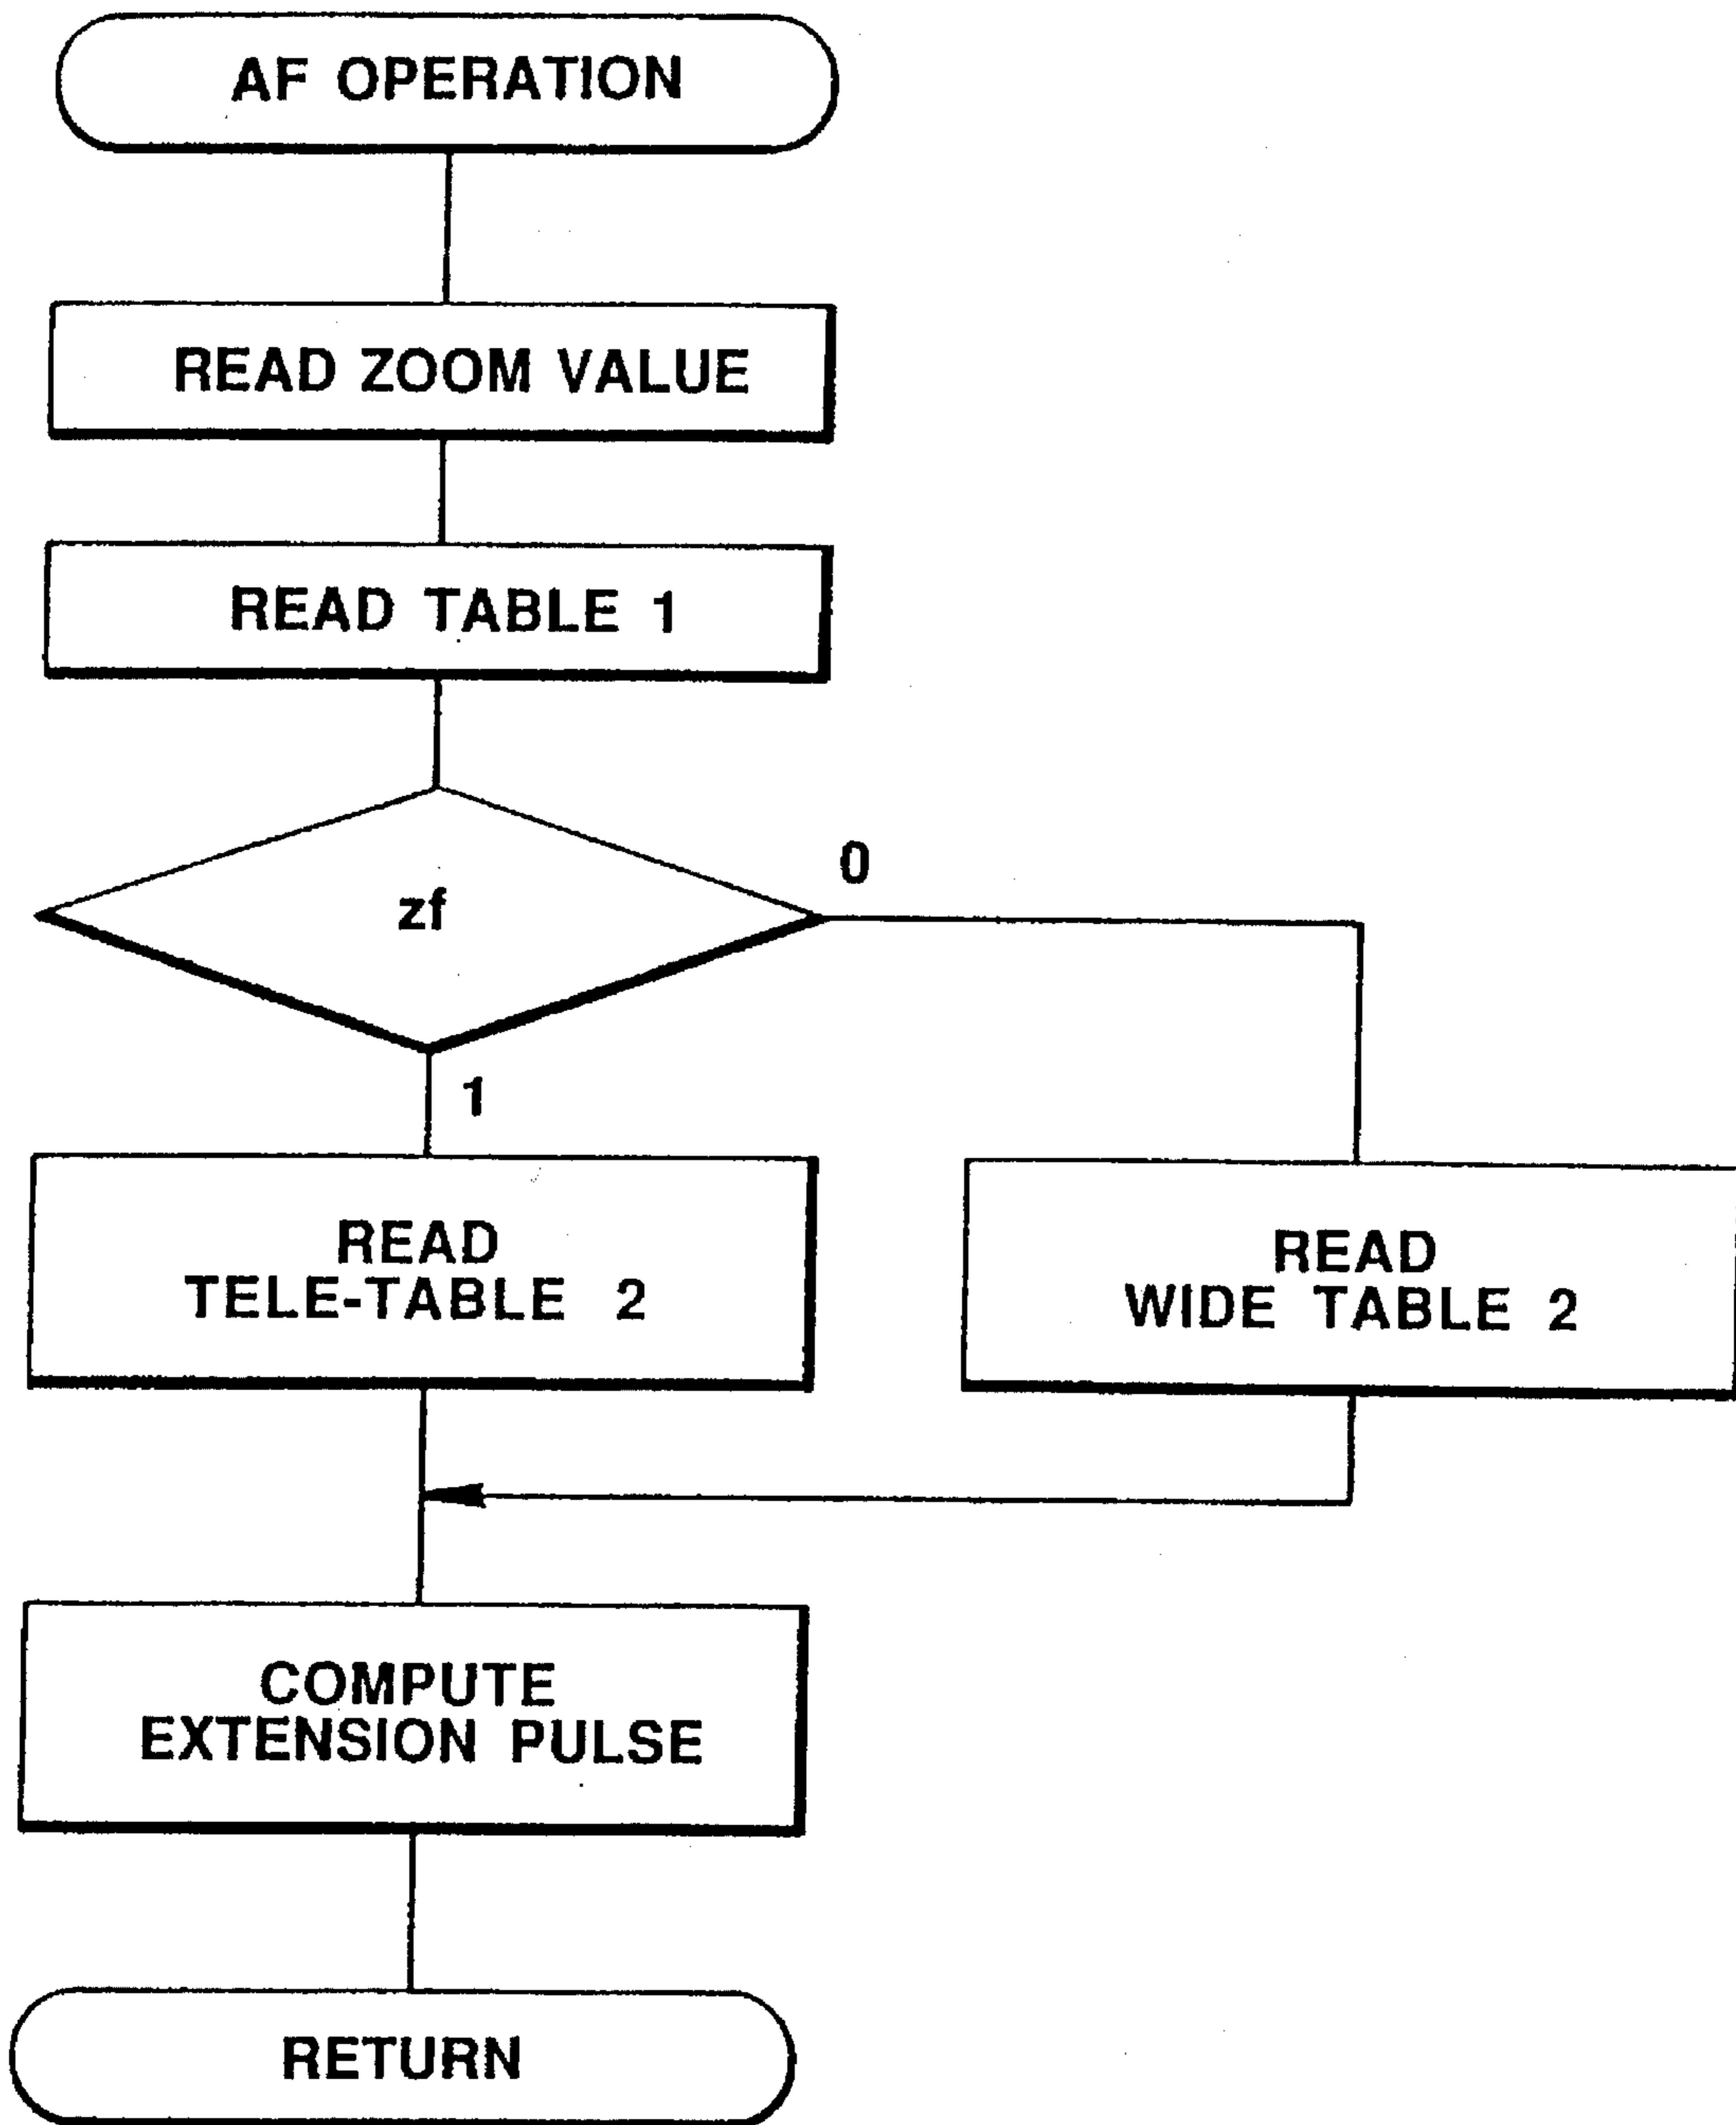 AF OPERATION
READ ZOOM VALUE
READ TABLE 1
zf
0
1
READ
TELE-TABLE 2
READ
WIDE TABLE 2
COMPUTE
EXTENSION PULSE
RETURN